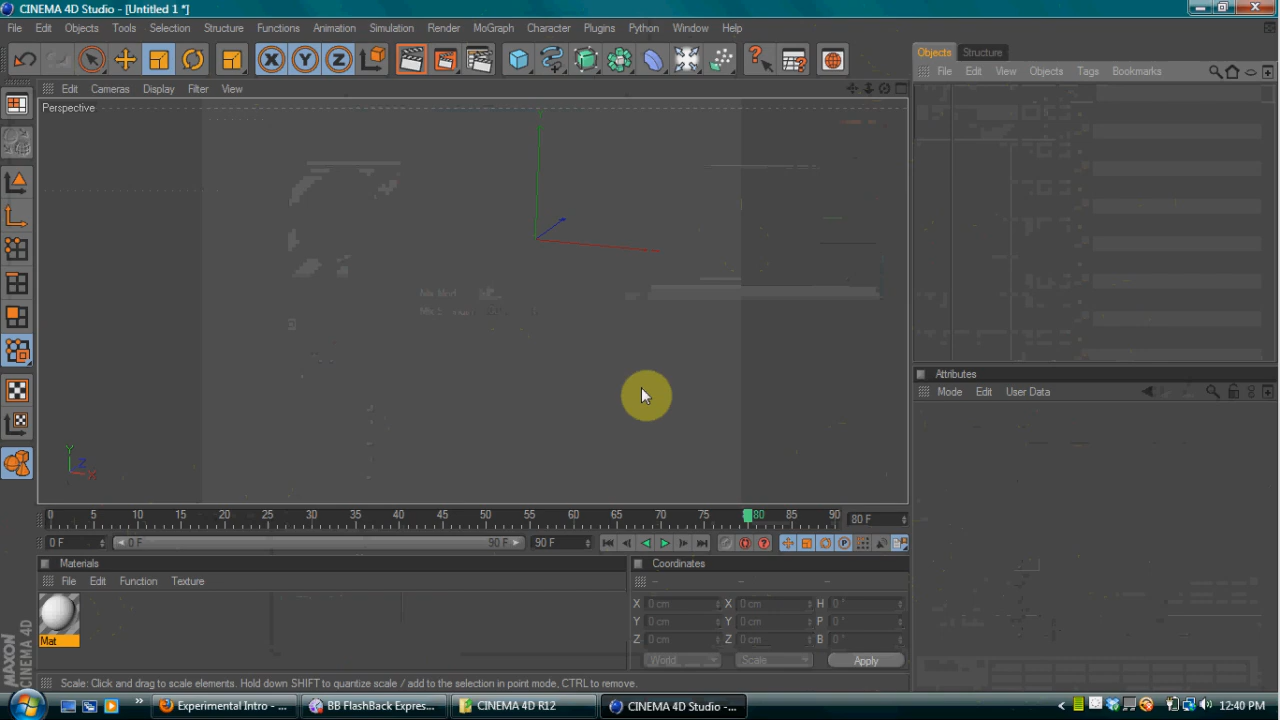 CINEMA 4D Studio - [Untitled 1 *]
File Edit Objects Tools Selection Structure Functions Animation Simulation Render MoGraph Character Plugins Python Window Help
Objects Structure
File Edit View Objects Tags Bookmarks
Edit Cameras Display Filter View
Perspective
Y
Z
X
Attributes
Mode Edit User Data
0 5 10 15 20 25 30 35 40 45 50 55 60 65 70 75 80 85 90 80 F
0 F 0 F 90 F 90 F
Materials
File Edit Function Texture
Mat
Coordinates
-- -- --
X 0 cm X 0 cm H 0 °
Y 0 cm Y 0 cm P 0 °
Z 0 cm Z 0 cm B 0 °
World Scale Apply
MAXON
CINEMA 4D
Scale: Click and drag to scale elements. Hold down SHIFT to quantize scale / add to the selection in point mode, CTRL to remove.
Experimental Intro - ... BB FlashBack Expres... CINEMA 4D R12 CINEMA 4D Studio -... 12:40 PM